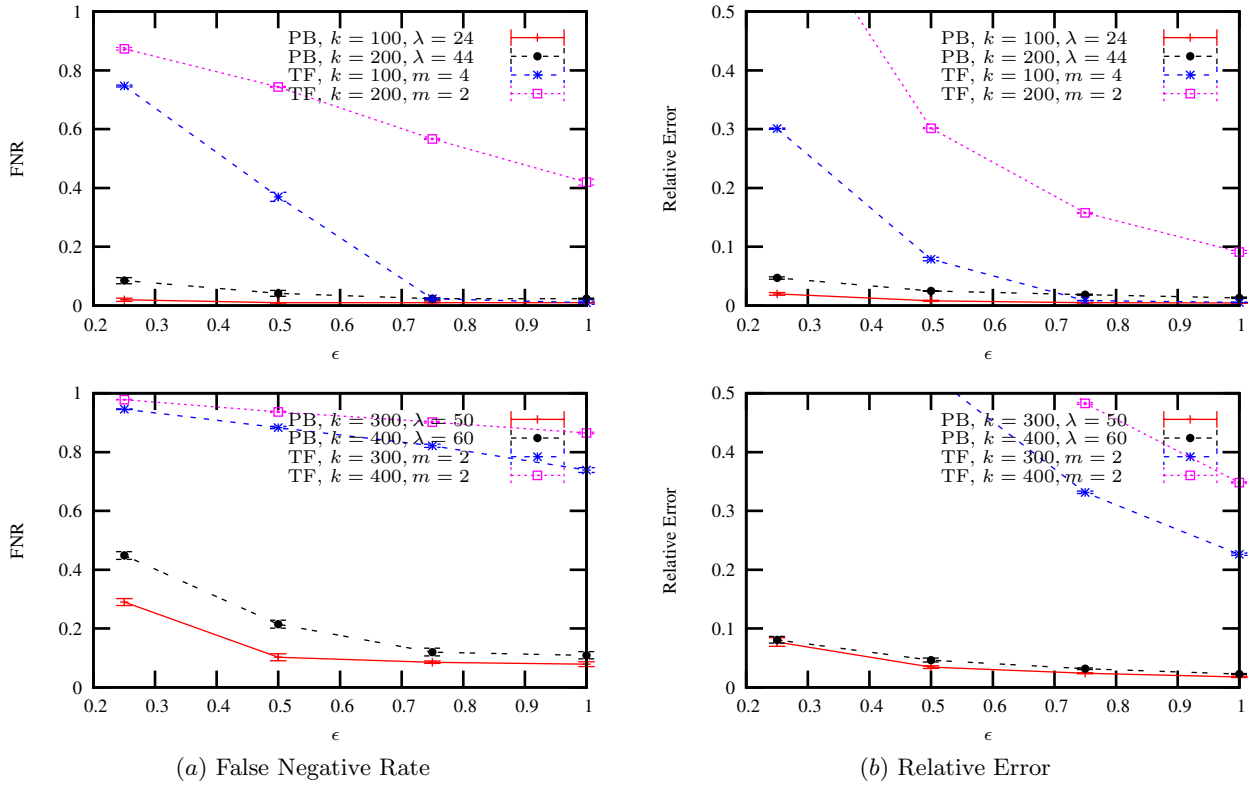 1
0.8
0.6
0.4
0.2
0
FNR
PB, k = 100, λ = 24
PB, k = 200, λ = 44
TF, k = 100, m = 4
TF, k = 200, m = 2
0.2 0.3 0.4 0.5 0.6 0.7 0.8 0.9 1
ϵ
0.5
0.4
0.3
0.2
0.1
0
Relative Error
PB, k = 100, λ = 24
PB, k = 200, λ = 44
TF, k = 100, m = 4
TF, k = 200, m = 2
0.2 0.3 0.4 0.5 0.6 0.7 0.8 0.9 1
ϵ
1
0.8
0.6
0.4
0.2
0
FNR
PB, k = 300, λ = 50
PB, k = 400, λ = 60
TF, k = 300, m = 2
TF, k = 400, m = 2
0.2 0.3 0.4 0.5 0.6 0.7 0.8 0.9 1
ϵ
0.5
0.4
0.3
0.2
0.1
0
Relative Error
PB, k = 300, λ = 50
PB, k = 400, λ = 60
TF, k = 300, m = 2
TF, k = 400, m = 2
0.2 0.3 0.4 0.5 0.6 0.7 0.8 0.9 1
ϵ
(a) False Negative Rate
(b) Relative Error